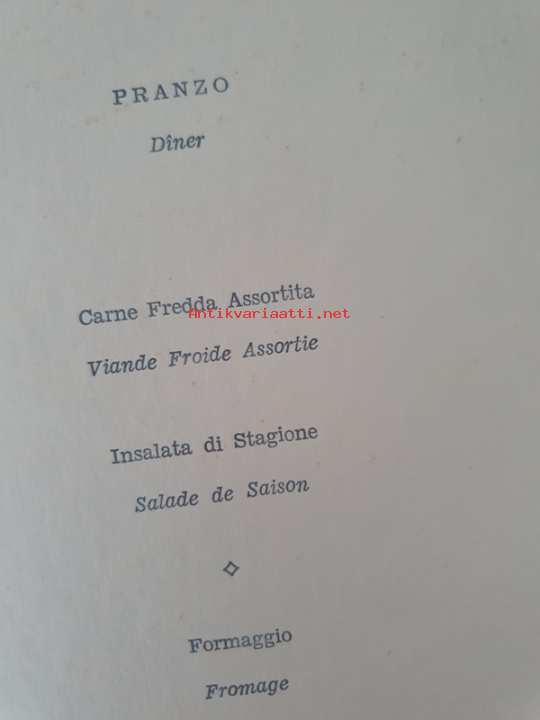 PRANZO
Dîner
Carne Fredda Assortita
Antikvariaatti.net
Viande Froide Assortie
Insalata di Stagione
Salade de Saison
Formaggio
Fromage